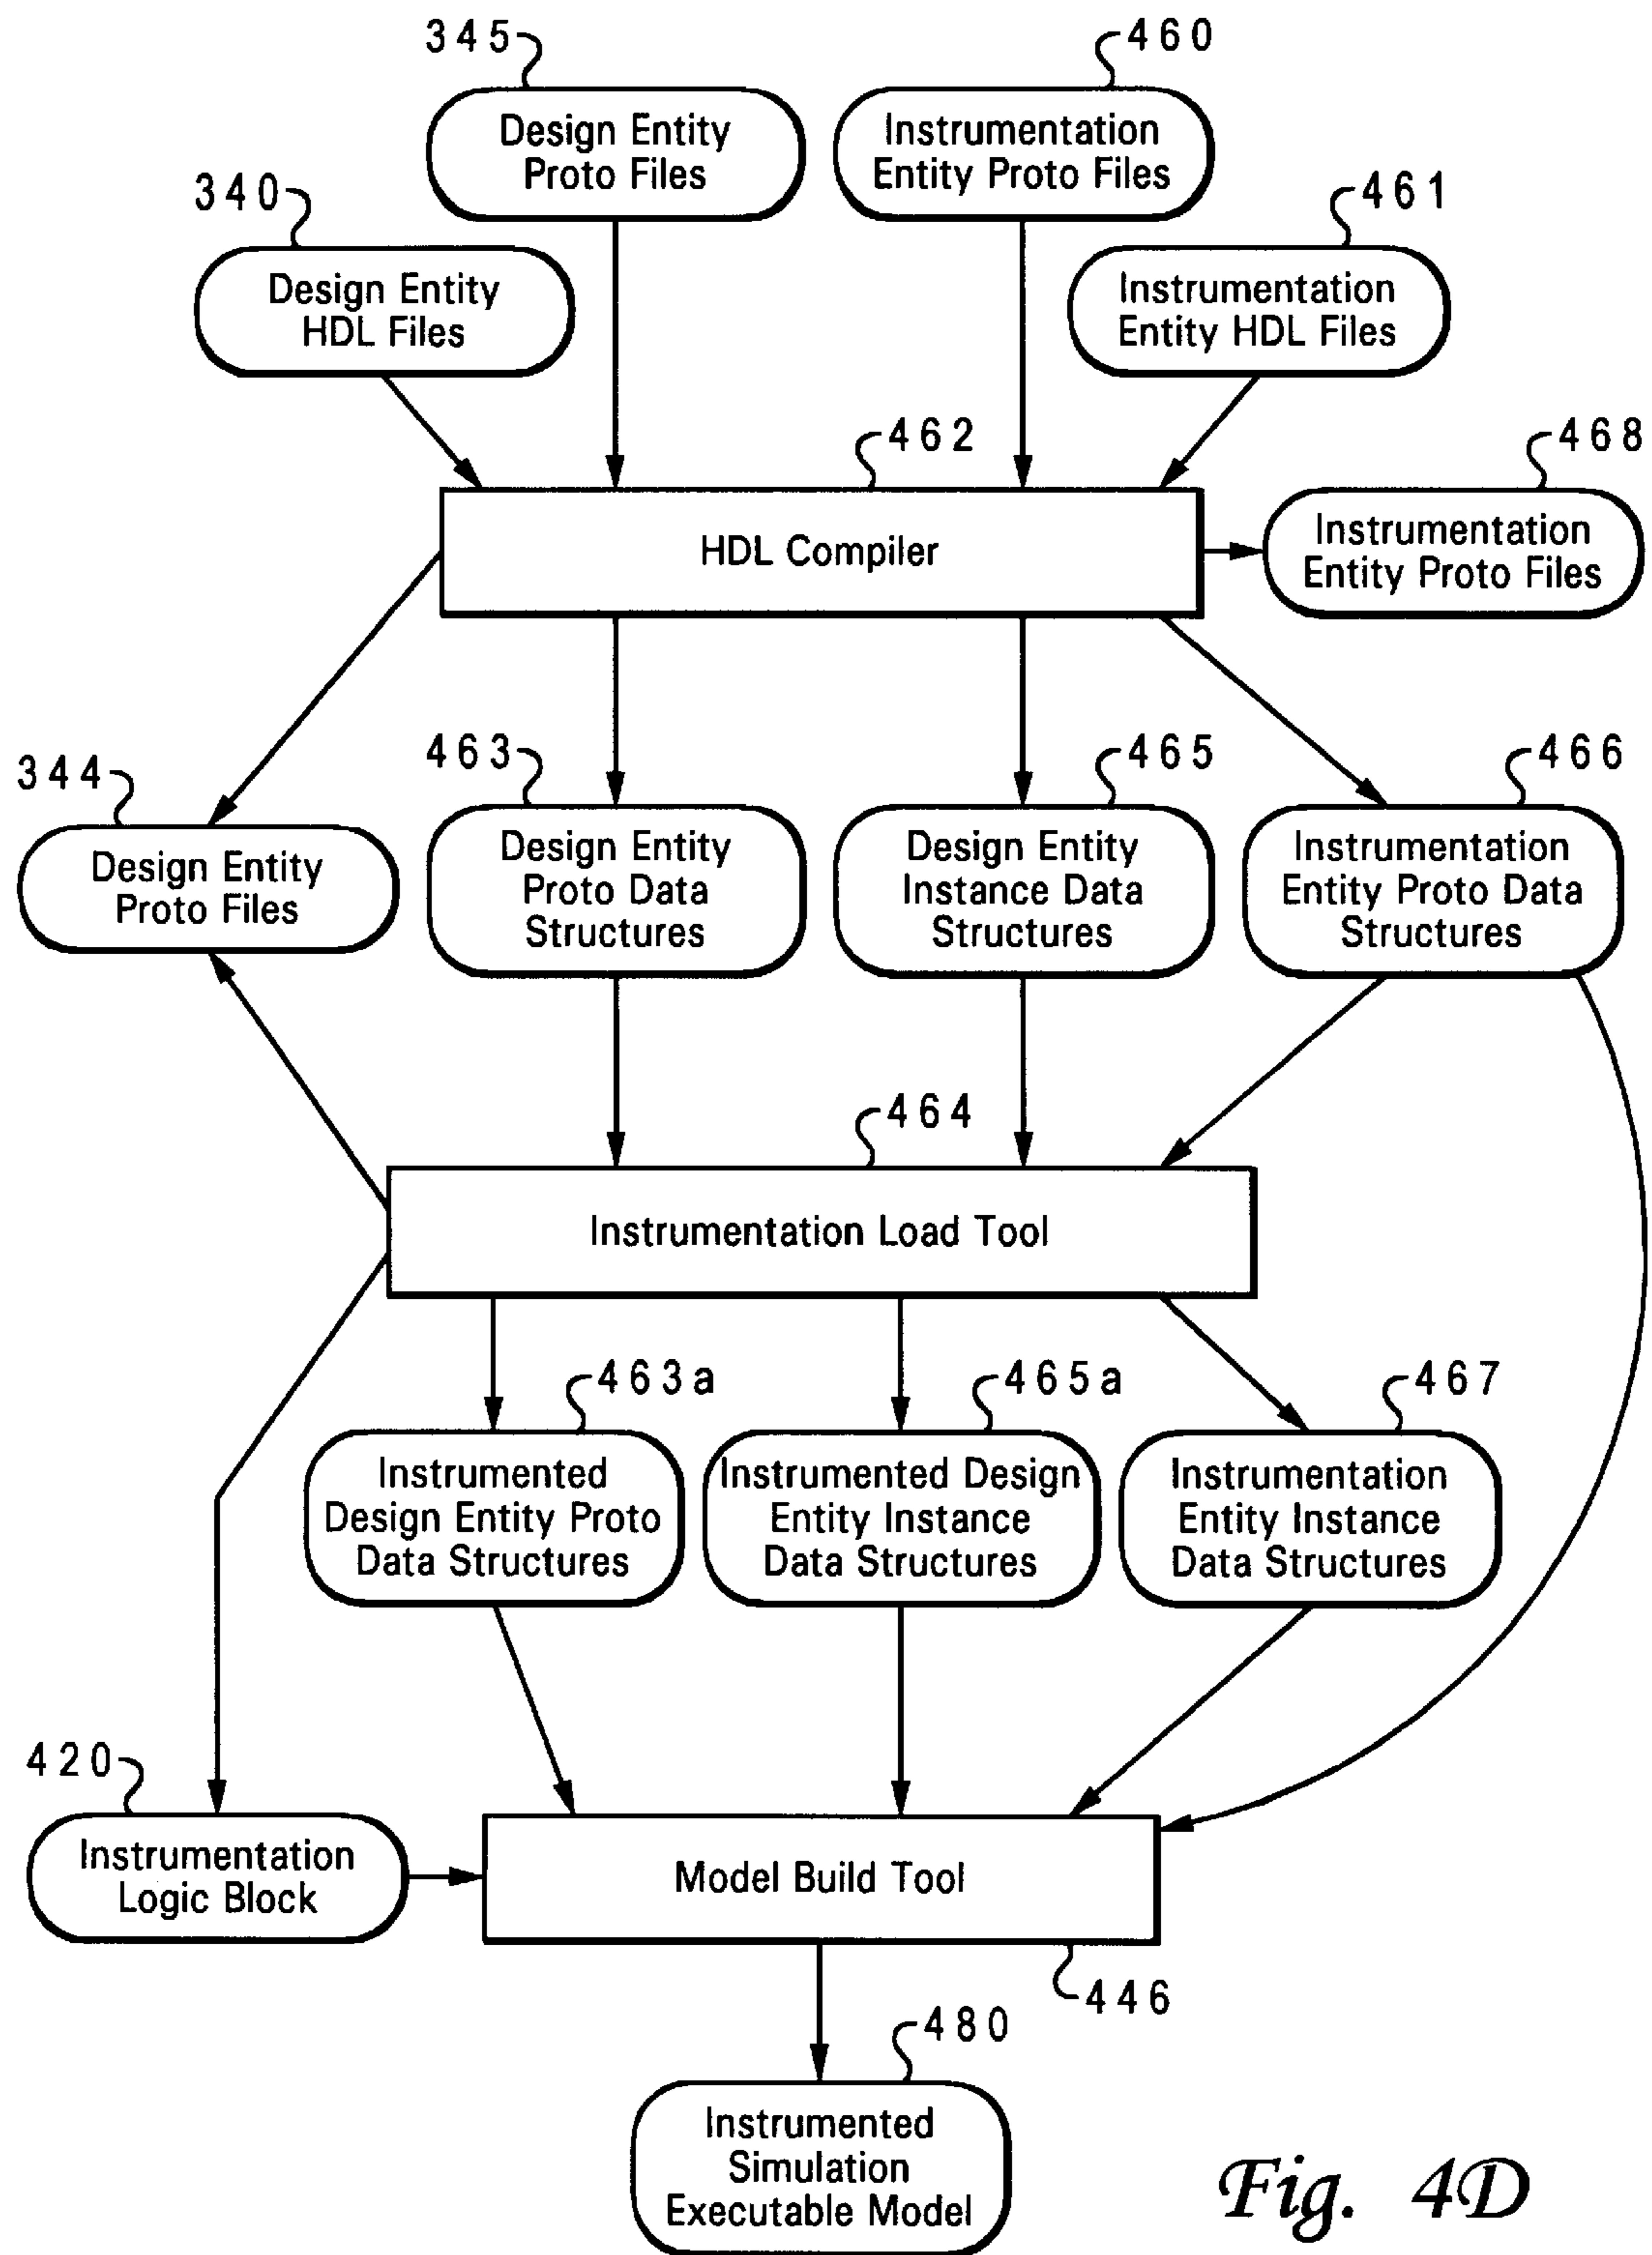 345
460
Design Entity
Proto Files
Instrumentation
Entity Proto Files
340
461
Design Entity
HDL Files
Instrumentation
Entity HDL Files
462
468
HDL Compiler
Instrumentation
Entity Proto Files
344
463
465
466
Design Entity
Proto Files
Design Entity
Proto Data
Structures
Design Entity
Instance Data
Structures
Instrumentation
Entity Proto Data
Structures
464
Instrumentation Load Tool
463a
465a
467
Instrumented
Design Entity Proto
Data Structures
Instrumented Design
Entity Instance
Data Structures
Instrumentation
Entity Instance
Data Structures
420
Instrumentation
Logic Block
Model Build Tool
446
480
Instrumented
Simulation
Executable Model
Fig. 4D